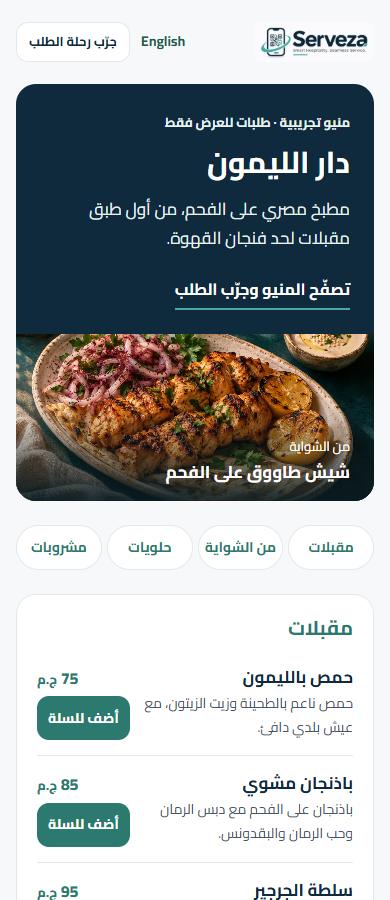 Serveza
Smart Hospitality. Seamless Service.
English
جرّب رحلة الطلب
منيو تجريبية · طلبات للعرض فقط
دار الليمون
مطبخ مصري على الفحم، من أول طبق
مقبلات لحد فنجان القهوة.
تصفّح المنيو وجرّب الطلب
من الشواية
شيش طاووق على الفحم
مقبلات
من الشواية
حلويات
مشروبات
مقبلات
حمص بالليمون
75 ج.م
حمص ناعم بالطحينة وزيت الزيتون، مع
عيش بلدي دافئ.
أضف للسلة
باذنجان مشوي
85 ج.م
باذنجان على الفحم مع دبس الرمان
وحب الرمان والبقدونس.
أضف للسلة
سلطة الجرجير
95 ج.م